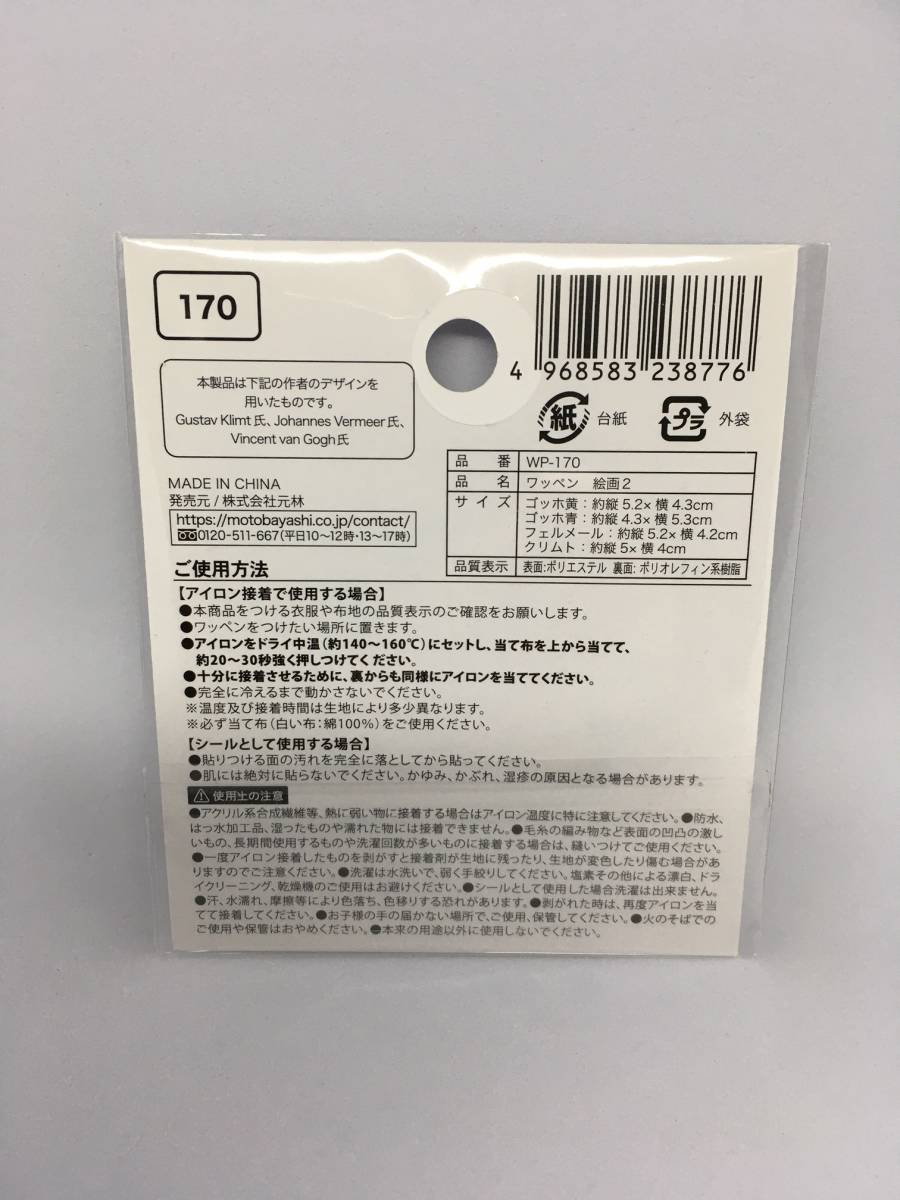 170
4 968583 238776
本製品は下記の作者のデザインを
用いたものです。
Gustav Klimt 氏、Johannes Vermeer 氏、
Vincent van Gogh 氏
紙 台紙
プラ 外袋
MADE IN CHINA
発売元 / 株式会社元林
https://motobayashi.co.jp/contact/
0120-511-667(平日10～12時・13～17時)
品番 WP-170
品名 ワッペン 絵画2
サイズ ゴッホ黄:約縦 5.2× 横 4.3cm
ゴッホ青:約縦 4.3× 横 5.3cm
フェルメール:約縦 5.2× 横 4.2cm
クリムト:約縦 5× 横 4cm
品質表示 表面:ポリエステル 裏面: ポリオレフィン系樹脂
ご使用方法
【アイロン接着で使用する場合】
●本商品をつける衣服や布地の品質表示のご確認をお願いします。
●ワッペンをつけたい場所に置きます。
●アイロンをドライ中温(約140～160℃)にセットし、当て布を上から当てて、
約20～30秒強く押しつけてください。
●十分に接着させるために、裏からも同様にアイロンを当ててください。
●完全に冷えるまで動かさないでください。
※温度及び接着時間は生地により多少異なります。
※必ず当て布(白い布:綿100%)をご使用ください。
【シールとして使用する場合】
●貼りつける面の汚れを完全に落としてから貼ってください。
●肌には絶対に貼らないでください。かゆみ、かぶれ、湿疹の原因となる場合があります。
使用上の注意
●アクリル系合成繊維等、熱に弱い物に接着する場合はアイロン温度に特に注意してください。●防水、
はっ水加工品、湿ったものや濡れた物には接着できません。●毛糸の編み物など表面の凹凸の激し
いもの、長期間使用するものや洗濯回数が多いものに接着する場合は、縫いつけてご使用ください。
●一度アイロン接着したものを剥がすと接着剤が生地に残ったり、生地が変色したり傷む場合があ
りますのでご注意ください。●洗濯は水洗いで、弱く手絞りしてください。塩素その他による漂白、ドラ
イクリーニング、乾燥機のご使用はお避けください。●シールとして使用した場合洗濯は出来ません。
●汗、水濡れ、摩擦等により色落ち、色移りする恐れがあります。●剥がれた時は、再度アイロンを当
てて接着してください。●お子様の手の届かない場所で、ご使用、保管してください。●火のそばでの
ご使用や保管はおやめください。●本来の用途以外に使用しないでください。